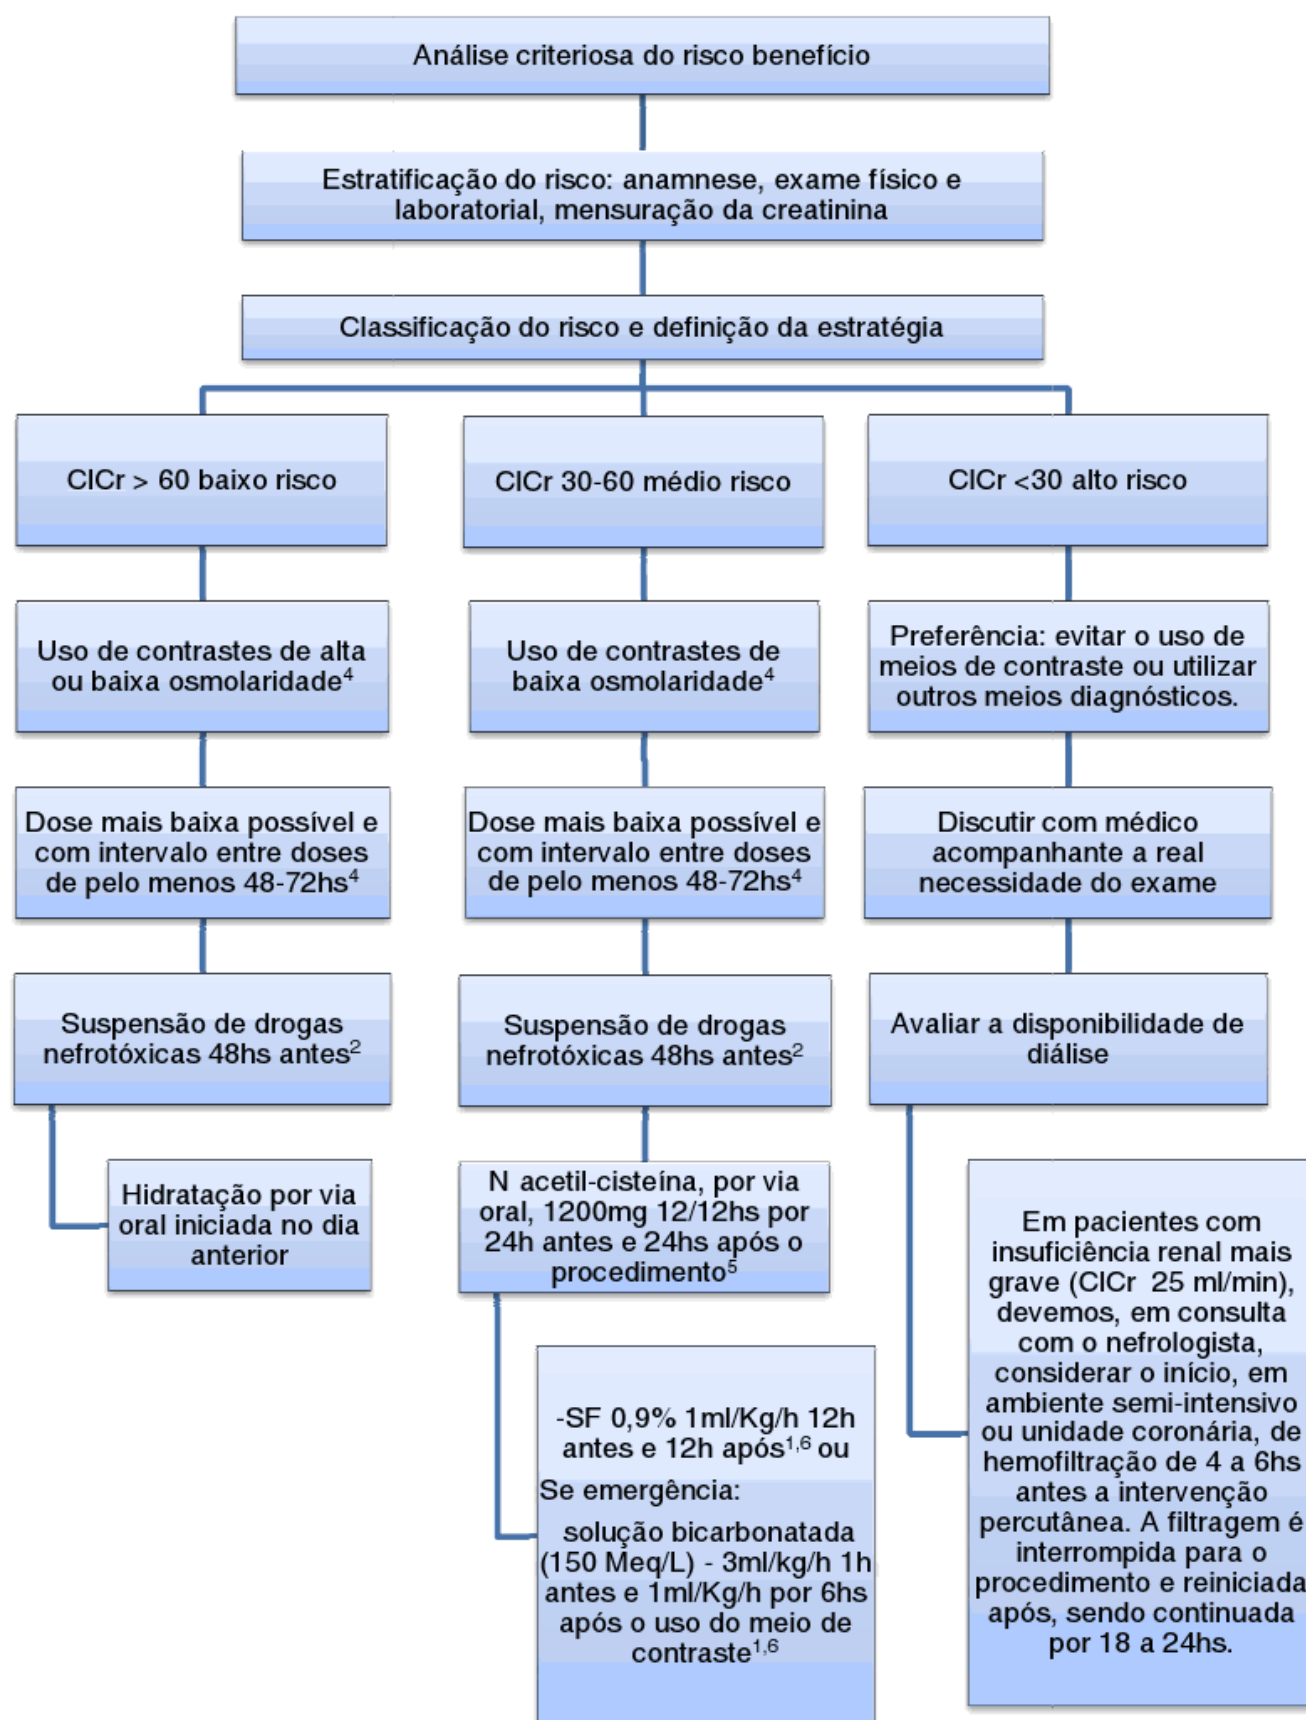 Análise criteriosa do risco benefício
Estratificação do risco: anamnese, exame físico e
laboratorial, mensuração da creatinina
Classificação do risco e definição da estratégia
ClCr > 60 baixo risco
Uso de contrastes de alta
ou baixa osmolaridade⁴
Dose mais baixa possível e
com intervalo entre doses
de pelo menos 48-72hs⁴
Suspensão de drogas
nefrotóxicas 48hs antes²
Hidratação por via
oral iniciada no dia
anterior
ClCr 30-60 médio risco
Uso de contrastes de
baixa osmolaridade⁴
Dose mais baixa possível e
com intervalo entre doses
de pelo menos 48-72hs⁴
Suspensão de drogas
nefrotóxicas 48hs antes²
N acetil-cisteína, por via
oral, 1200mg 12/12hs por
24h antes e 24hs após o
procedimento⁵
-SF 0,9% 1ml/Kg/h 12h
antes e 12h após¹,⁶ ou
Se emergência:
solução bicarbonatada
(150 Meq/L) - 3ml/kg/h 1h
antes e 1ml/Kg/h por 6hs
após o uso do meio de
contraste¹,⁶
ClCr <30 alto risco
Preferência: evitar o uso de
meios de contraste ou utilizar
outros meios diagnósticos.
Discutir com médico
acompanhante a real
necessidade do exame
Avaliar a disponibilidade de
diálise
Em pacientes com
insuficiência renal mais
grave (ClCr 25 ml/min),
devemos, em consulta
com o nefrologista,
considerar o início, em
ambiente semi-intensivo
ou unidade coronária, de
hemofiltração de 4 a 6hs
antes a intervenção
percutânea. A filtragem é
interrompida para o
procedimento e reiniciada
após, sendo continuada
por 18 a 24hs.